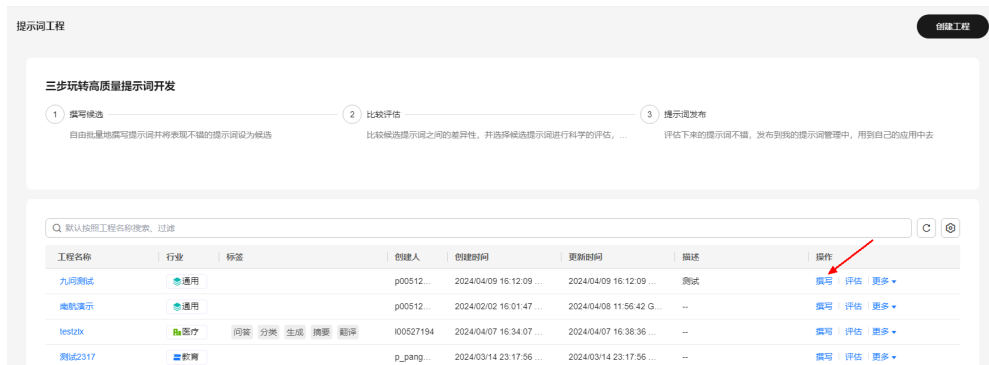 提示词工程 创建工程
三步玩转高质量提示词开发
1 撰写候选 2 比较评估 3 提示词发布
自由批量地撰写提示词并将表现不错的提示词设为候选 比较候选提示词之间的差异性，并选择候选提示词进行科学的评估，... 评估下来的提示词不错，发布到我的提示词管理中，用到自己的应用中去
默认按照工程名称搜索、过滤
工程名称 行业 标签 创建人 创建时间 更新时间 描述 操作
九问测试 通用 p00512... 2024/04/09 16:12:09 ... 2024/04/09 16:12:09 ... 测试 撰写 评估 更多
南航演示 通用 p00512... 2024/02/02 16:01:47 ... 2024/04/08 11:56:42 G... -- 撰写 评估 更多
testzlx 医疗 问答 分类 生成 摘要 翻译 l00527194 2024/04/07 16:34:07 ... 2024/04/07 16:38:36 ... -- 撰写 评估 更多
测试2317 教育 p_pang... 2024/03/14 23:17:56 ... 2024/03/14 23:17:56 ... -- 撰写 评估 更多